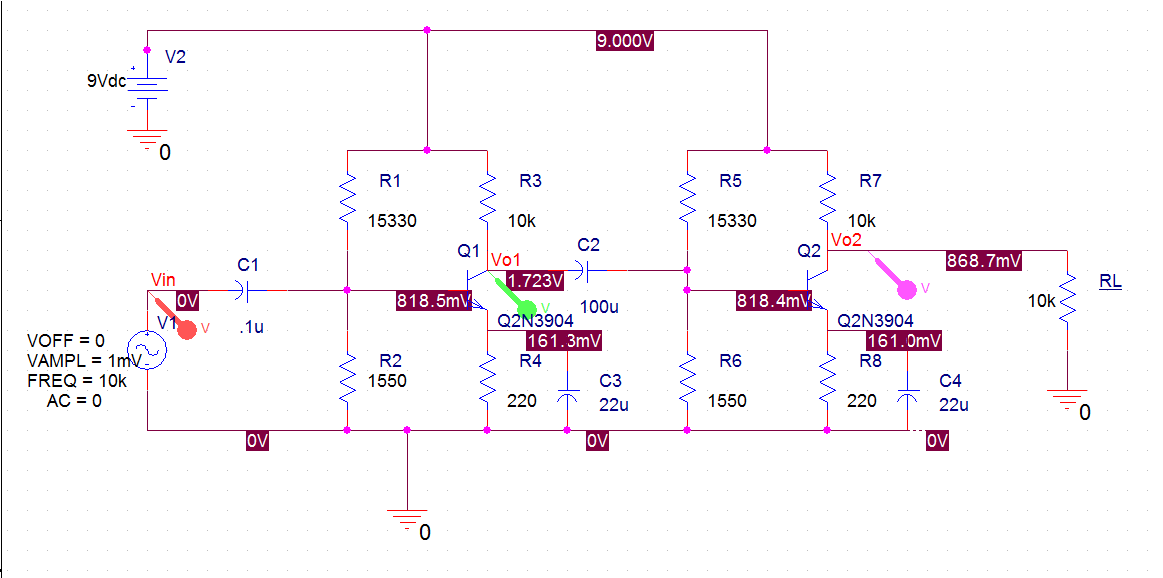 9.000V
V2
9Vdc
+
-
0
R1
R3
R5
R7
15330
10k
15330
10k
Q1
Vo1
C2
Q2
Vo2
868.7mV
Vin
C1
1.723V
V
0V
818.5mV
V
100u
818.4mV
10k
RL
V1
V
.1u
Q2N3904
Q2N3904
VOFF = 0
161.3mV
161.0mV
VAMPL = 1mV
R2
R4
R6
R8
FREQ = 10k
1550
C3
C4
AC = 0
220
22u
1550
220
22u
0
0V
0V
0V
0